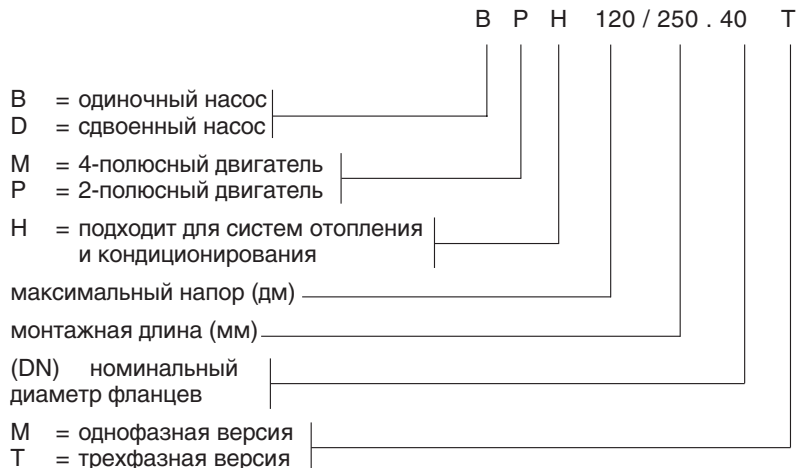 B P H 120 / 250 . 40 T
B = одиночный насос
D = сдвоенный насос
M = 4-полюсный двигатель
P = 2-полюсный двигатель
H = подходит для систем отопления
и кондиционирования
максимальный напор (дм)
монтажная длина (мм)
(DN) номинальный
диаметр фланцев
M = однофазная версия
T = трехфазная версия